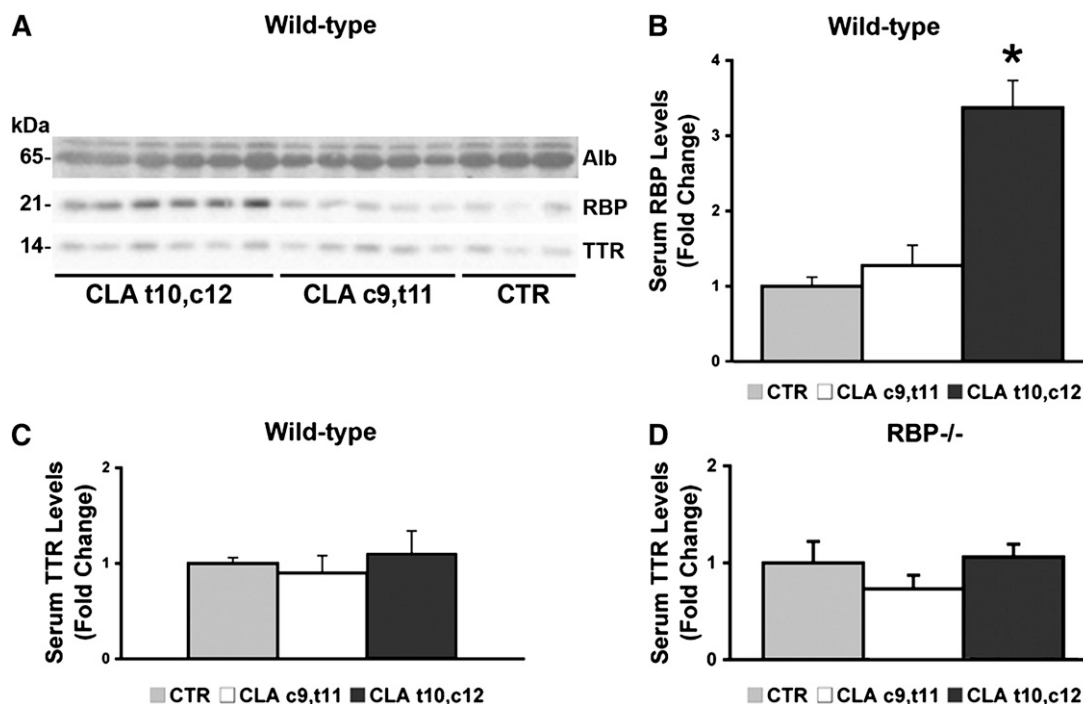 A
Wild-type
kDa
65-
Alb
21-
RBP
14-
TTR
CLA t10,c12
CLA c9,t11
CTR
B
Wild-type
Serum RBP Levels
(Fold Change)
4
3
2
1
0
*
CTR CLA c9,t11 CLA t10,c12
C
Wild-type
Serum TTR Levels
(Fold Change)
2
1
0
CTR CLA c9,t11 CLA t10,c12
D
RBP-/-
Serum TTR Levels
(Fold Change)
2
1
0
CTR CLA c9,t11 CLA t10,c12